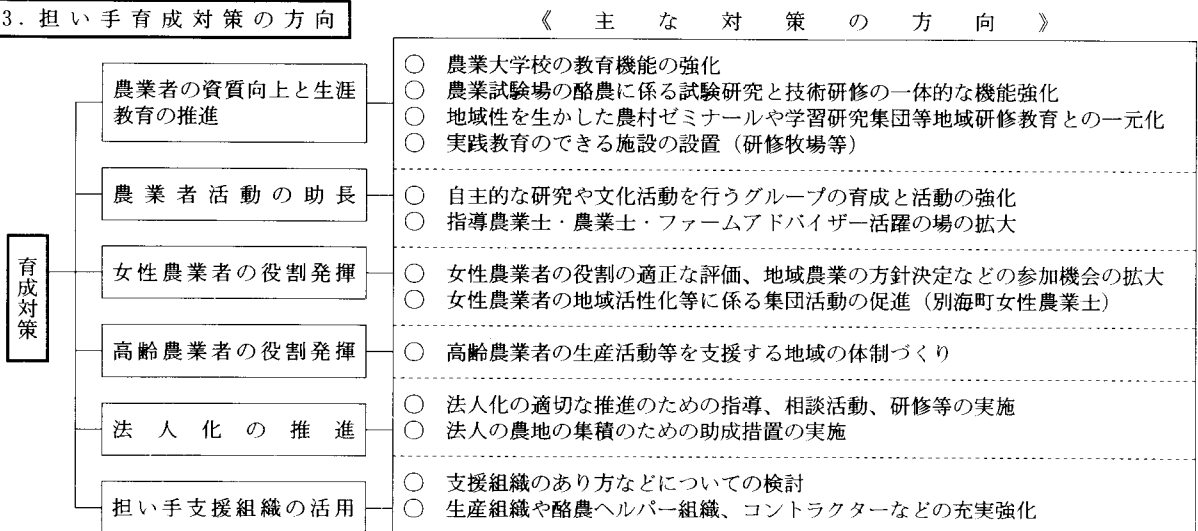 3．担い手育成対策の方向
《主な対策の方向》
育成対策
農業者の資質向上と生涯
教育の推進
○ 農業大学校の教育機能の強化
○ 農業試験場の酪農に係る試験研究と技術研修の一体的な機能強化
○ 地域性を生かした農村ゼミナールや学習研究集団等地域研修教育との一元化
○ 実践教育のできる施設の設置（研修牧場等）
農業者活動の助長
○ 自主的な研究や文化活動を行うグループの育成と活動の強化
○ 指導農業士・農業士・ファームアドバイザー活躍の場の拡大
女性農業者の役割発揮
○ 女性農業者の役割の適正な評価、地域農業の方針決定などの参加機会の拡大
○ 女性農業者の地域活性化等に係る集団活動の促進（別海町女性農業士）
高齢農業者の役割発揮
○ 高齢農業者の生産活動等を支援する地域の体制づくり
法人化の推進
○ 法人化の適切な推進のための指導、相談活動、研修等の実施
○ 法人の農地の集積のための助成措置の実施
担い手支援組織の活用
○ 支援組織のあり方などについての検討
○ 生産組織や酪農ヘルパー組織、コントラクターなどの充実強化